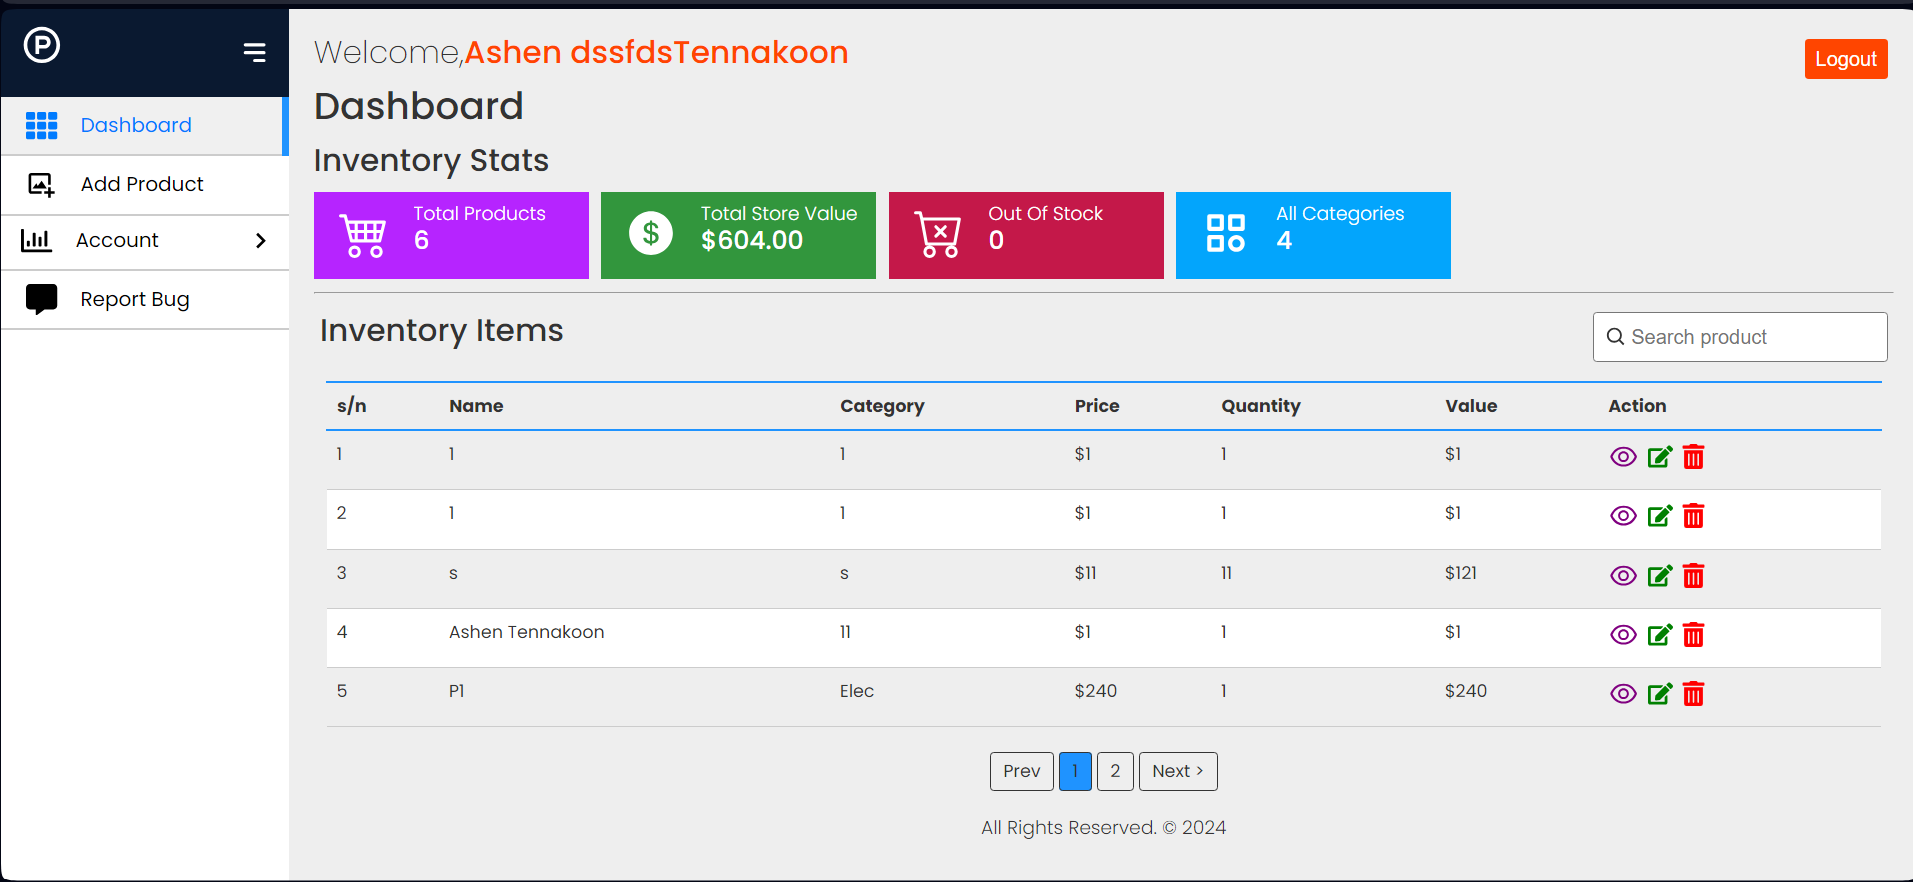 P
Welcome,Ashen dssfdsTennakoon
Logout
Dashboard
Add Product
Account
Report Bug
Dashboard
Inventory Stats
Total Products
6
$
Total Store Value
$604.00
Out Of Stock
0
All Categories
4
Inventory Items
Search product
s/n Name Category Price Quantity Value Action
1 1 1 $1 1 $1
2 1 1 $1 1 $1
3 s s $11 11 $121
4 Ashen Tennakoon 11 $1 1 $1
5 P1 Elec $240 1 $240
Prev 1 2 Next >
All Rights Reserved. © 2024